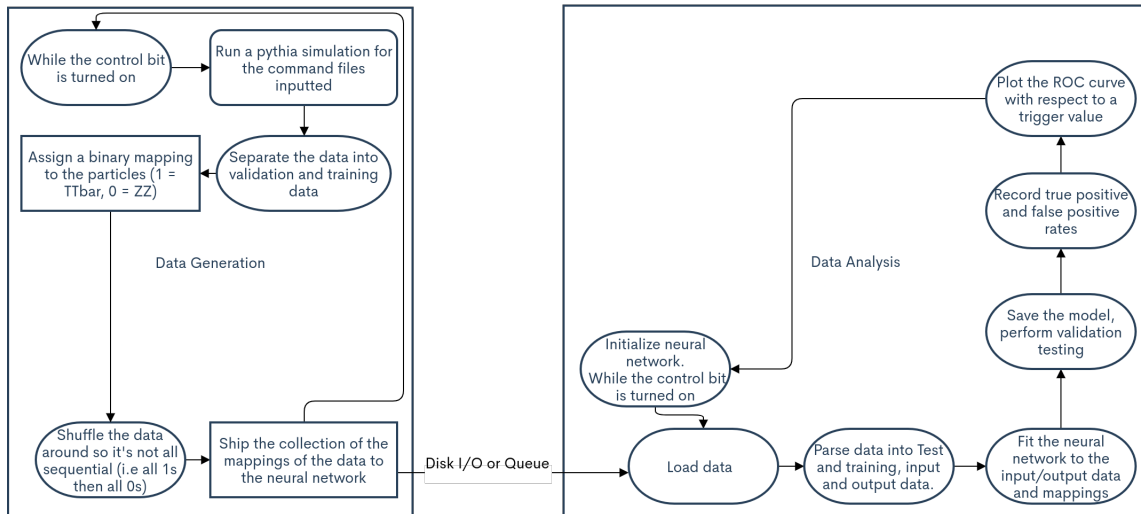 While the control bit
is turned on
Run a pythia simulation for
the command files
inputted
Separate the data into
validation and training
data
Assign a binary mapping
to the particles (1 =
TTbar, 0 = ZZ)
Data Generation
Shuffle the data
around so it's not all
sequential (i.e all 1s
then all 0s)
Ship the collection of the
mappings of the data to
the neural network
Disk I/O or Queue
Initialize neural
network.
While the control bit
is turned on
Load data
Parse data into Test
and training, input
and output data.
Fit the neural
network to the
input/output data
and mappings
Save the model,
perform validation
testing
Record true positive
and false positive
rates
Plot the ROC curve
with respect to a
trigger value
Data Analysis